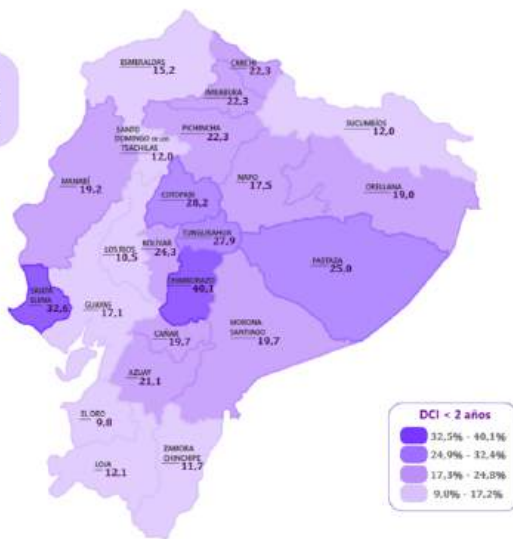 ESMERALDAS
15,2
CARCHI
22,3
IMBABURA
22,3
SUCUMBÍOS
12,0
PICHINCHA
22,3
SANTO
DOMINGO DE LOS
TSÁCHILAS
12,0
MANABÍ
19,2
NAPO
17,5
ORELLANA
19,0
COTOPAXI
28,2
TUNGURAHUA
27,9
LOS RIOS
10,5
BOLÍVAR
24,3
PASTAZA
25,0
CHIMBORAZO
40,1
SANTA
ELENA
32,6
GUAYAS
17,1
MORONA
SANTIAGO
19,7
CAÑAR
19,7
AZUAY
21,1
EL ORO
9,8
LOJA
12,1
ZAMORA
CHINCHIPE
11,7
DCI < 2 años
32,5% - 40,1%
24,9% - 32,4%
17,3% - 24,8%
9,0% - 17,2%